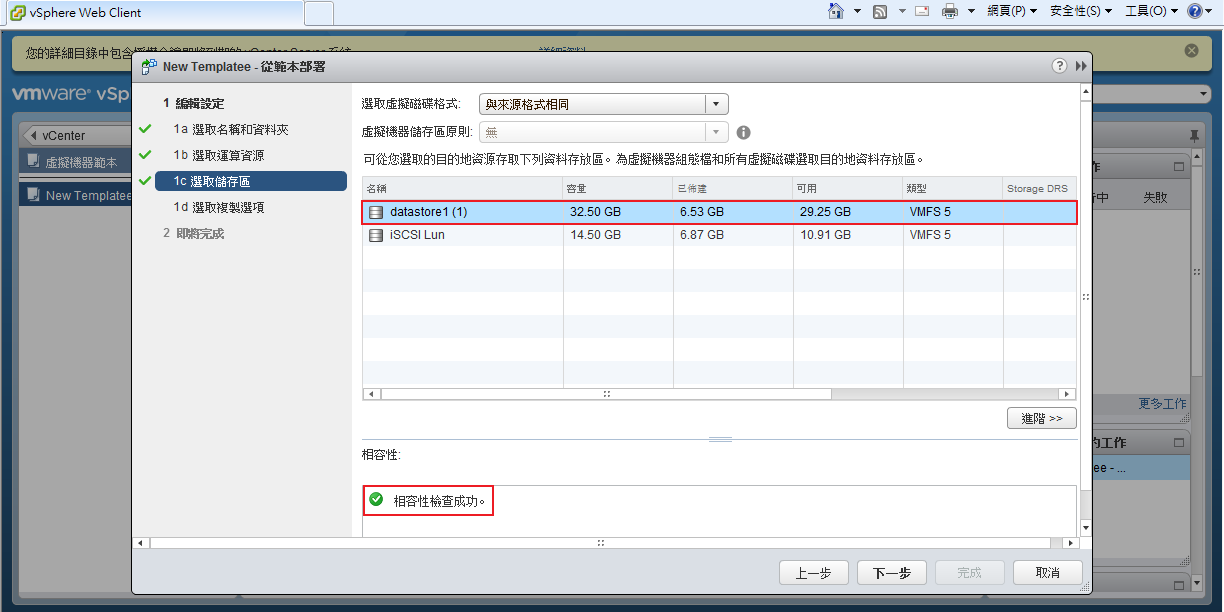 vSphere Web Client
網頁(P)
安全性(S)
工具(O)
您的詳細目錄中包含
vCenter Server 系統
詳細資料
vmware® vSp
vCenter
虛擬機器範本
New Templatee
New Templatee - 從範本部署
1 編輯設定
1a 選取名稱和資料夾
1b 選取運算資源
1c 選取儲存區
1d 選取複製選項
2 即將完成
選取虛擬磁碟格式: 與來源格式相同
虛擬機器儲存區原則: 無
可從您選取的目的地資源存取下列資料存放區。為虛擬機器組態檔和所有虛擬磁碟選取目的地資料存放區。
名稱 容量 已佈建 可用 類型 Storage DRS
datastore1 (1) 32.50 GB 6.53 GB 29.25 GB VMFS 5
iSCSI Lun 14.50 GB 6.87 GB 10.91 GB VMFS 5
進階 >>
相容性:
相容性檢查成功。
上一步 下一步 完成 取消
作
中 失敗
更多工作
的工作
ee - ...